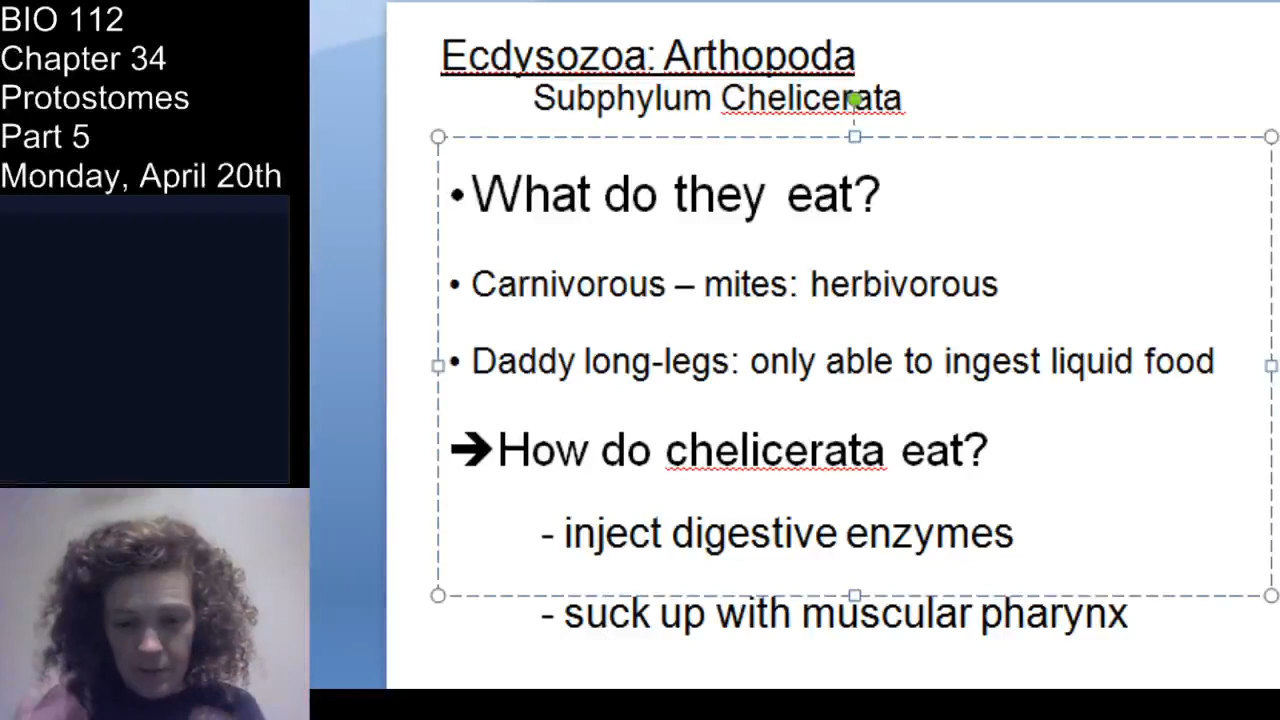 BIO 112
Chapter 34
Protostomes
Part 5
Monday, April 20th
Ecdysozoa: Arthopoda
Subphylum Chelicerata
•What do they eat?
• Carnivorous – mites: herbivorous
• Daddy long-legs: only able to ingest liquid food
➔How do chelicerata eat?
- inject digestive enzymes
- suck up with muscular pharynx